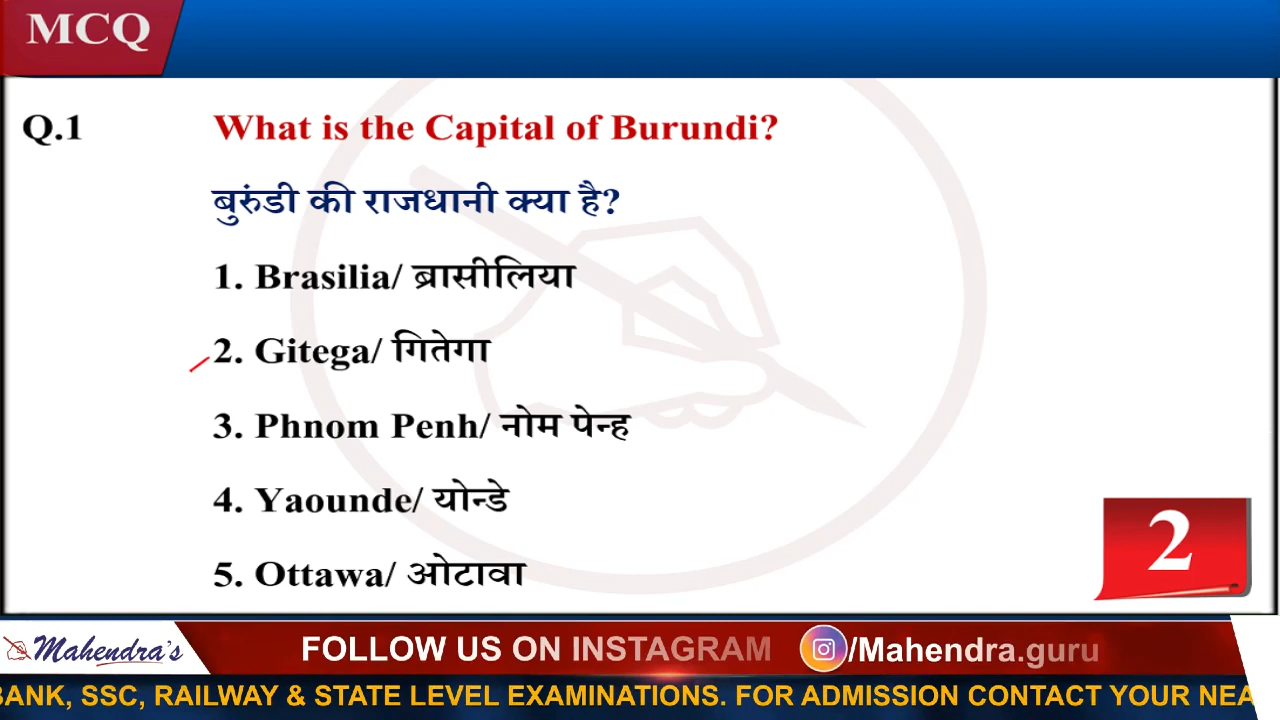 MCQ
Q.1 What is the Capital of Burundi?
बुरुंडी की राजधानी क्या है?
1. Brasilia/ ब्रासीलिया
2. Gitega/ गितेगा
3. Phnom Penh/ नोम पेन्ह
4. Yaounde/ योन्डे
5. Ottawa/ ओटावा
2
Mahendra's
FOLLOW US ON INSTAGRAM /Mahendra.guru
BANK, SSC, RAILWAY & STATE LEVEL EXAMINATIONS. FOR ADMISSION CONTACT YOUR NEA